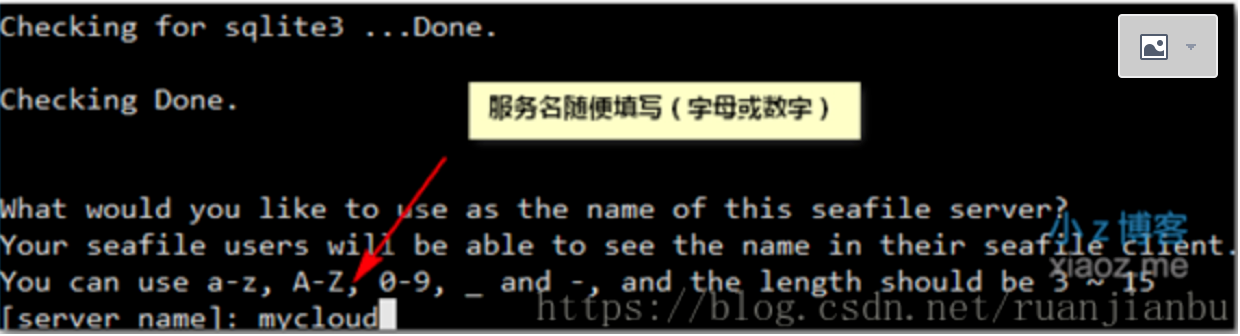 Checking for sqlite3 ...Done.
Checking Done.
服务名随便填写（字母或数字）
What would you like to use as the name of this seafile server?
Your seafile users will be able to see the name in their seafile client.
You can use a-z, A-Z, 0-9, _ and -, and the length should be 3 ~ 15
[server name]: mycloud
小z博客
xiaoz.me
https://blog.csdn.net/ruanjianbu